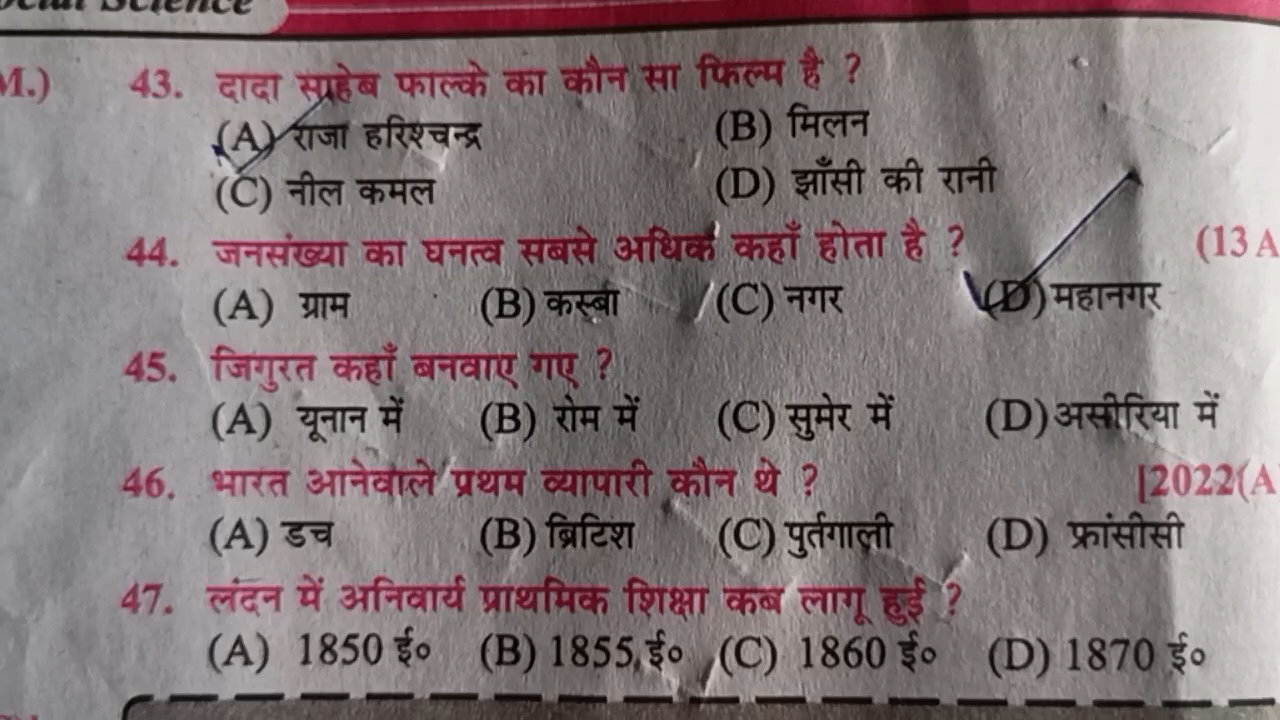 Social Science
M.) 43. दादा साहेब फाल्के का कौन सा फिल्म है ?
(A) राजा हरिश्चन्द्र (B) मिलन
(C) नील कमल (D) झाँसी की रानी
44. जनसंख्या का घनत्व सबसे अधिक कहाँ होता है ? (13 A
(A) ग्राम (B) कस्बा (C) नगर (D) महानगर
45. जिगुरत कहाँ बनवाए गए ?
(A) यूनान में (B) रोम में (C) सुमेर में (D) असीरिया में
46. भारत आनेवाले प्रथम व्यापारी कौन थे ? [2022(A
(A) डच (B) ब्रिटिश (C) पुर्तगाली (D) फ्रांसीसी
47. लंदन में अनिवार्य प्राथमिक शिक्षा कब लागू हुई ?
(A) 1850 ई० (B) 1855 ई० (C) 1860 ई० (D) 1870 ई०